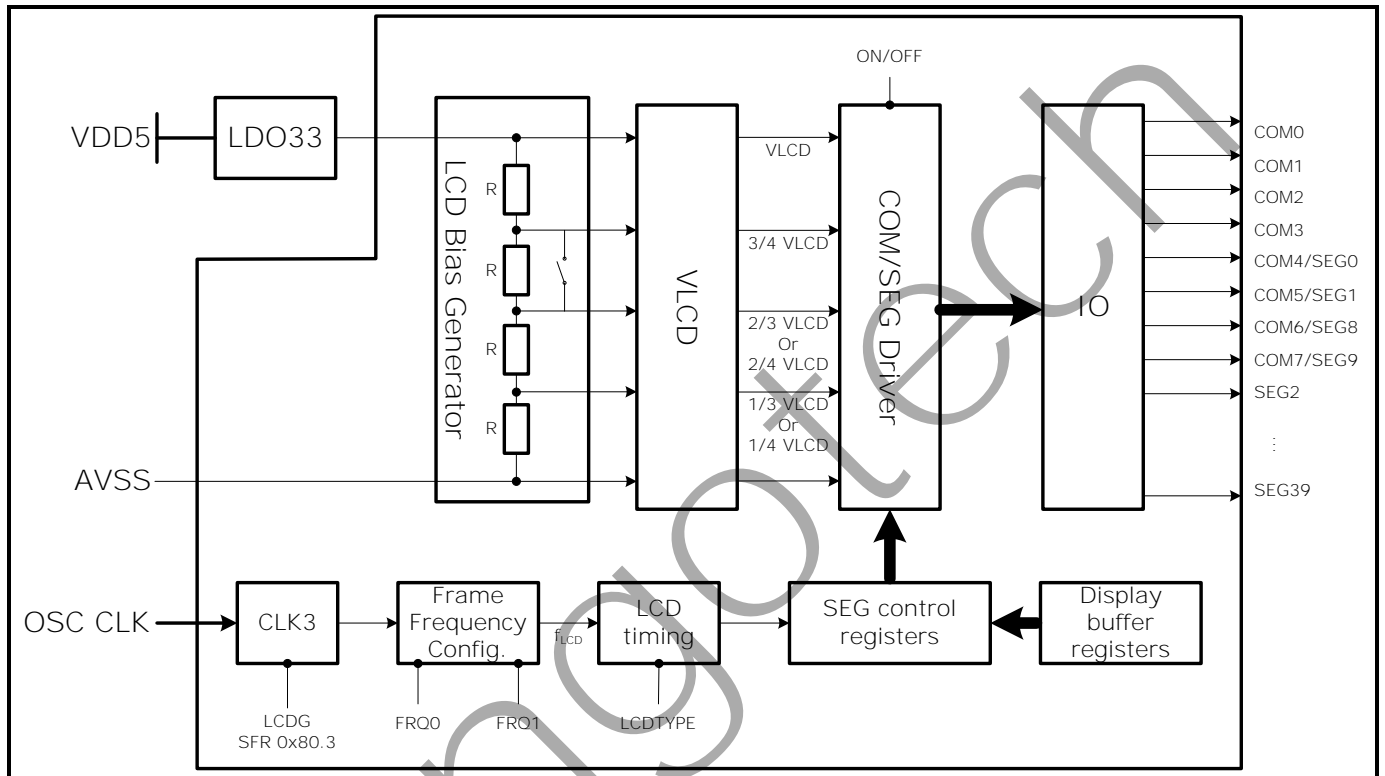 ON/OFF
VDD5
LDO33
LCD Bias Generator
R
R
R
R
VLCD
VLCD
3/4 VLCD
2/3 VLCD
Or
2/4 VLCD
1/3 VLCD
Or
1/4 VLCD
COM/SEG Driver
IO
COM0
COM1
COM2
COM3
COM4/SEG0
COM5/SEG1
COM6/SEG8
COM7/SEG9
SEG2
⋮
SEG39
AVSS
OSC CLK
CLK3
Frame
Frequency
Config.
fLCD
LCD
timing
SEG control
registers
Display
buffer
registers
LCDG
SFR 0x80.3
FRQ0
FRQ1
LCDTYPE
ngotech